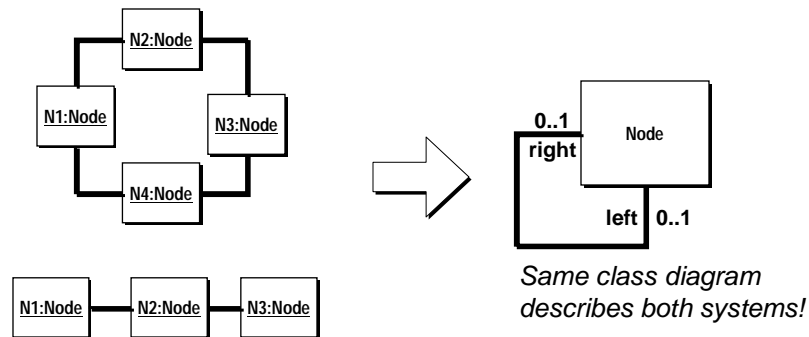 N2:Node
N1:Node
N3:Node
N4:Node
N1:Node
N2:Node
N3:Node
0..1
right
Node
left
0..1
Same class diagram
describes both systems!